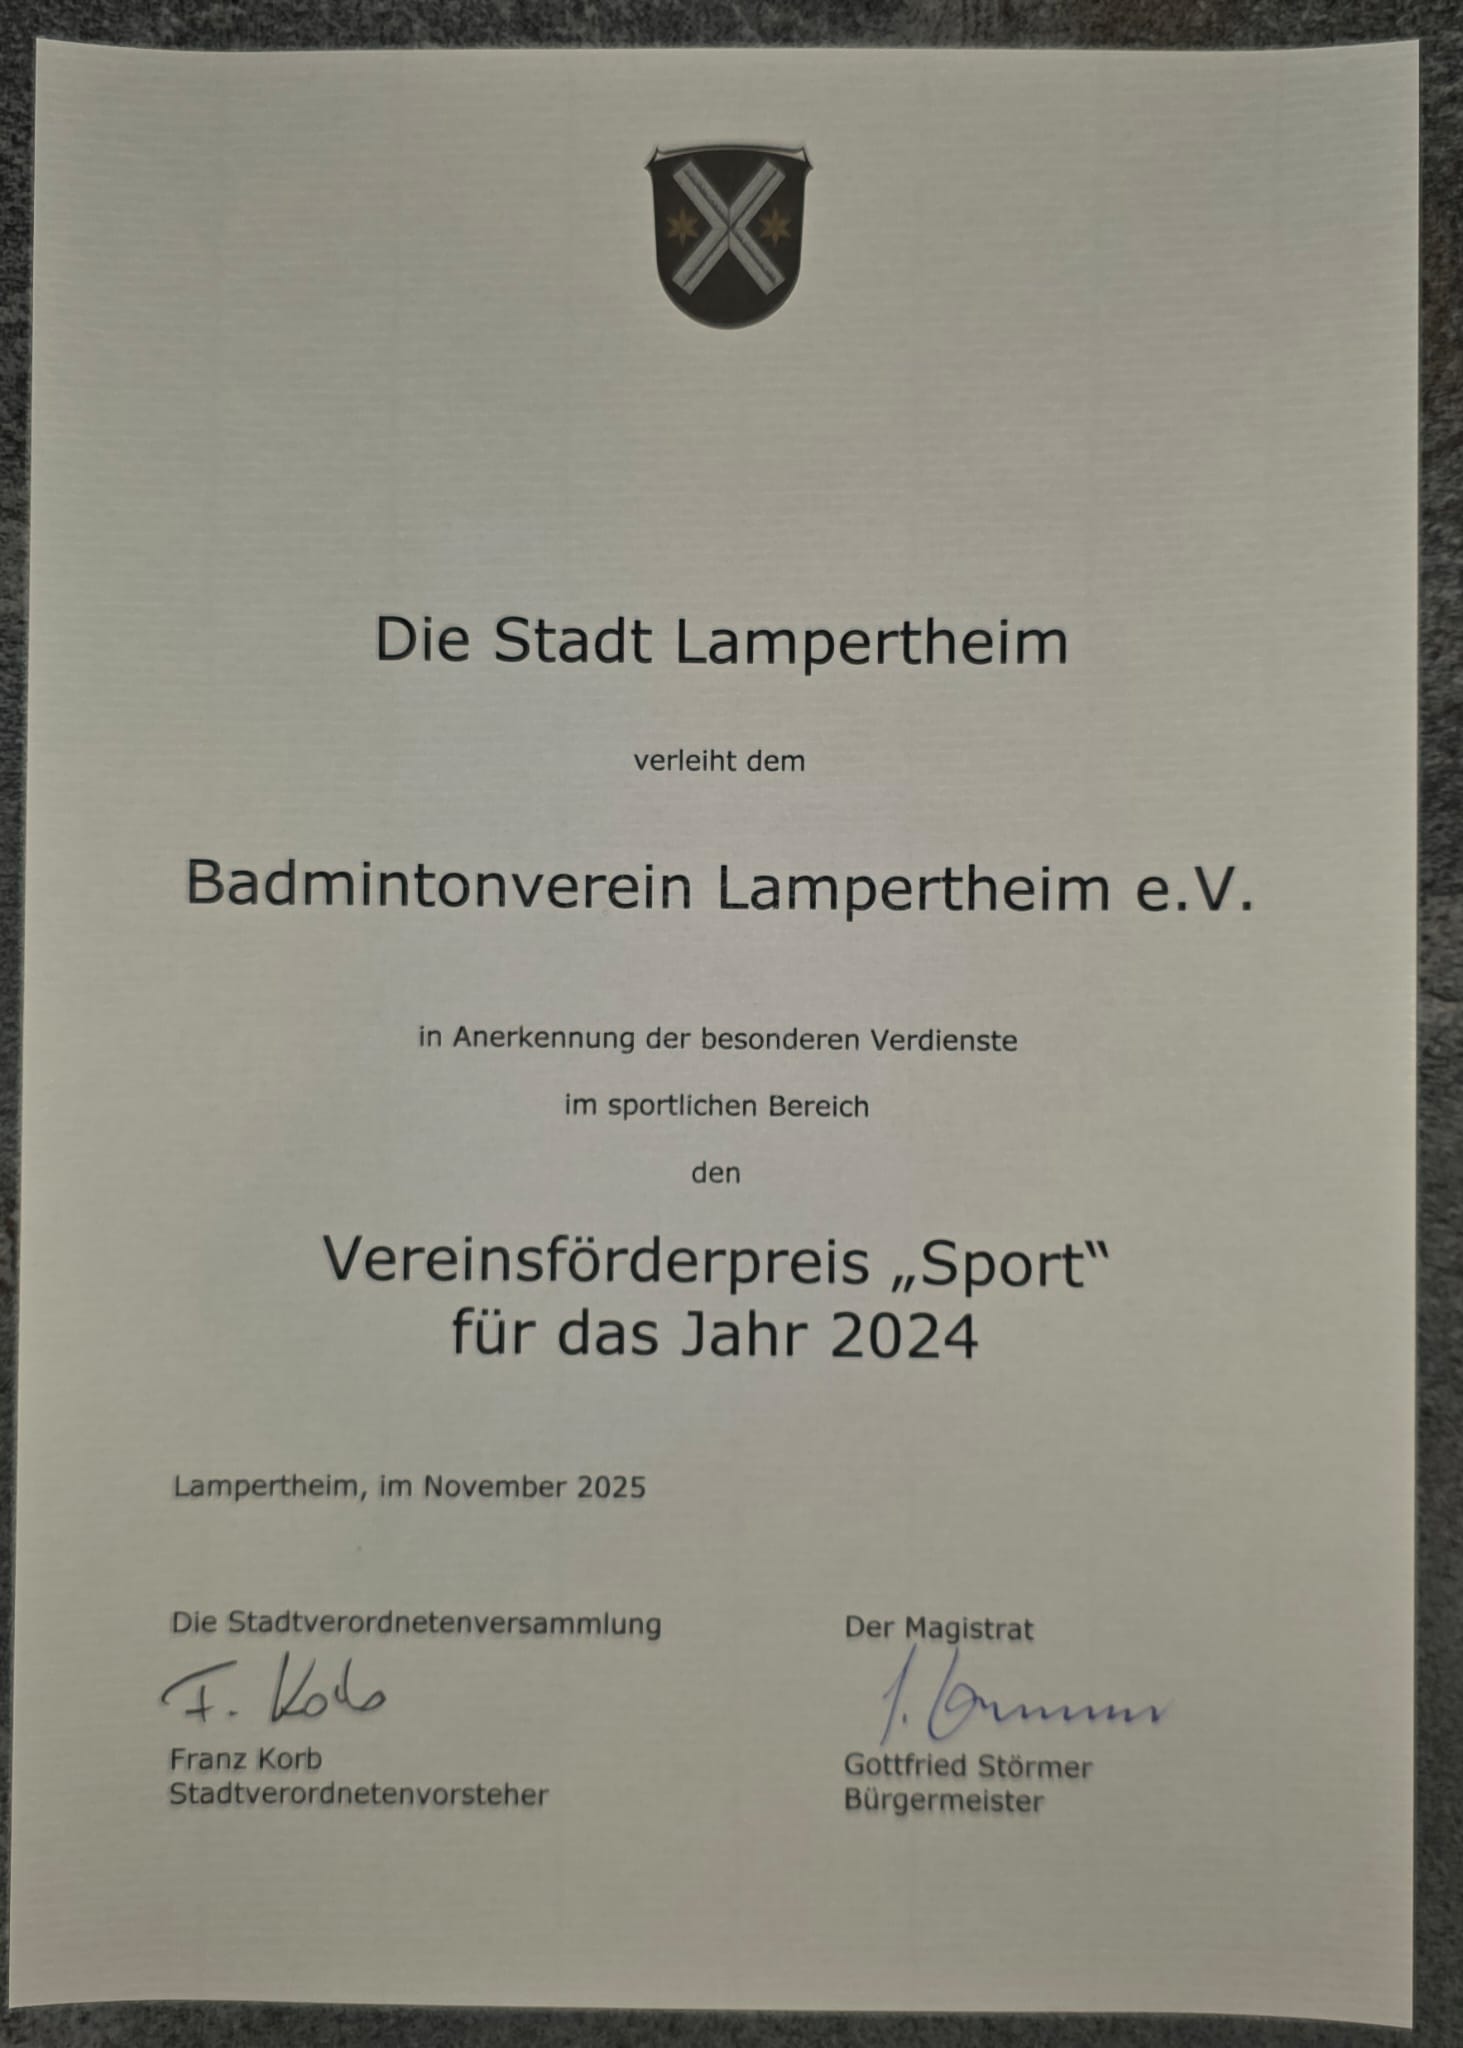 Die Stadt Lampertheim
verleiht dem
Badmintonverein Lampertheim e.V.
in Anerkennung der besonderen Verdienste
im sportlichen Bereich
den
Vereinsförderpreis „Sport“
für das Jahr 2024
Lampertheim, im November 2025
Die Stadtverordnetenversammlung
F. Korb
Franz Korb
Stadtverordnetenvorsteher
Der Magistrat
Gottfried Störmer
Bürgermeister